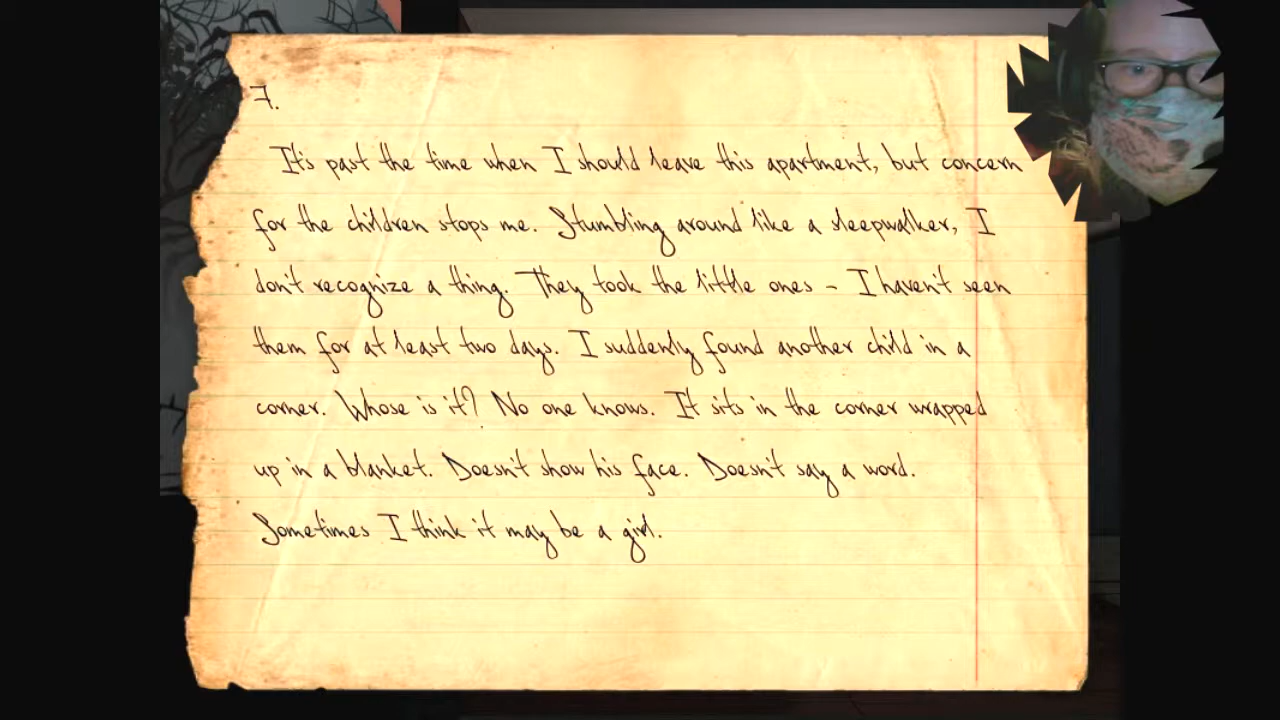 7.
It's past the time when I should leave this apartment, but concern
for the children stops me. Stumbling around like a sleepwalker, I
don't recognize a thing. They took the little ones - I haven't seen
them for at least two days. I suddenly found another child in a
corner. Whose is it? No one knows. It sits in the corner wrapped
up in a blanket. Doesn't show his face. Doesn't say a word.
Sometimes I think it may be a girl.